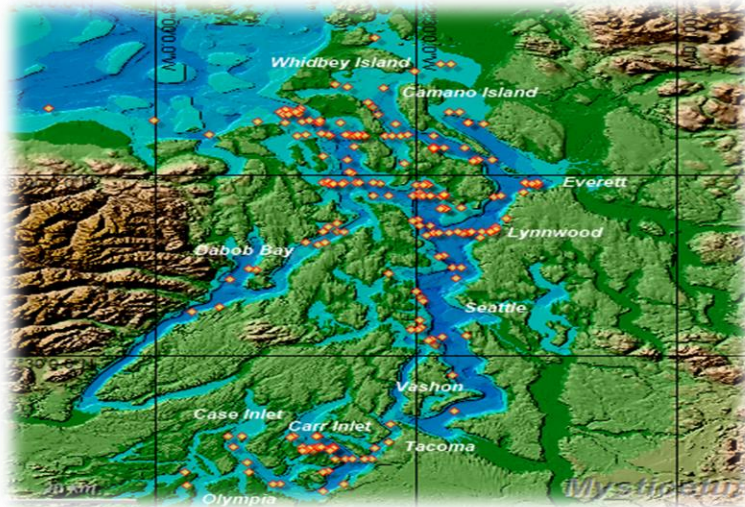 Whidbey Island
Camano Island
Everett
Lynnwood
Dabob Bay
Seattle
Vashon
Case Inlet
Carr Inlet
Tacoma
Olympia